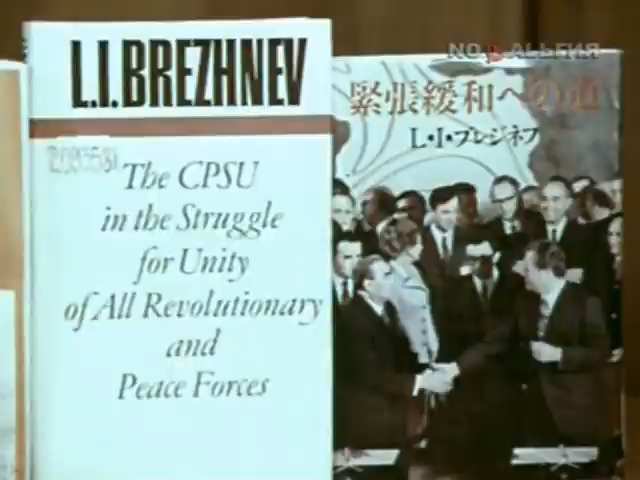 L.I.BREZHNEV
The CPSU
in the Struggle
for Unity
of All Revolutionary
and
Peace Forces
緊張緩和への道
L・I・ブレジネフ
НОСТАЛЬГИЯ